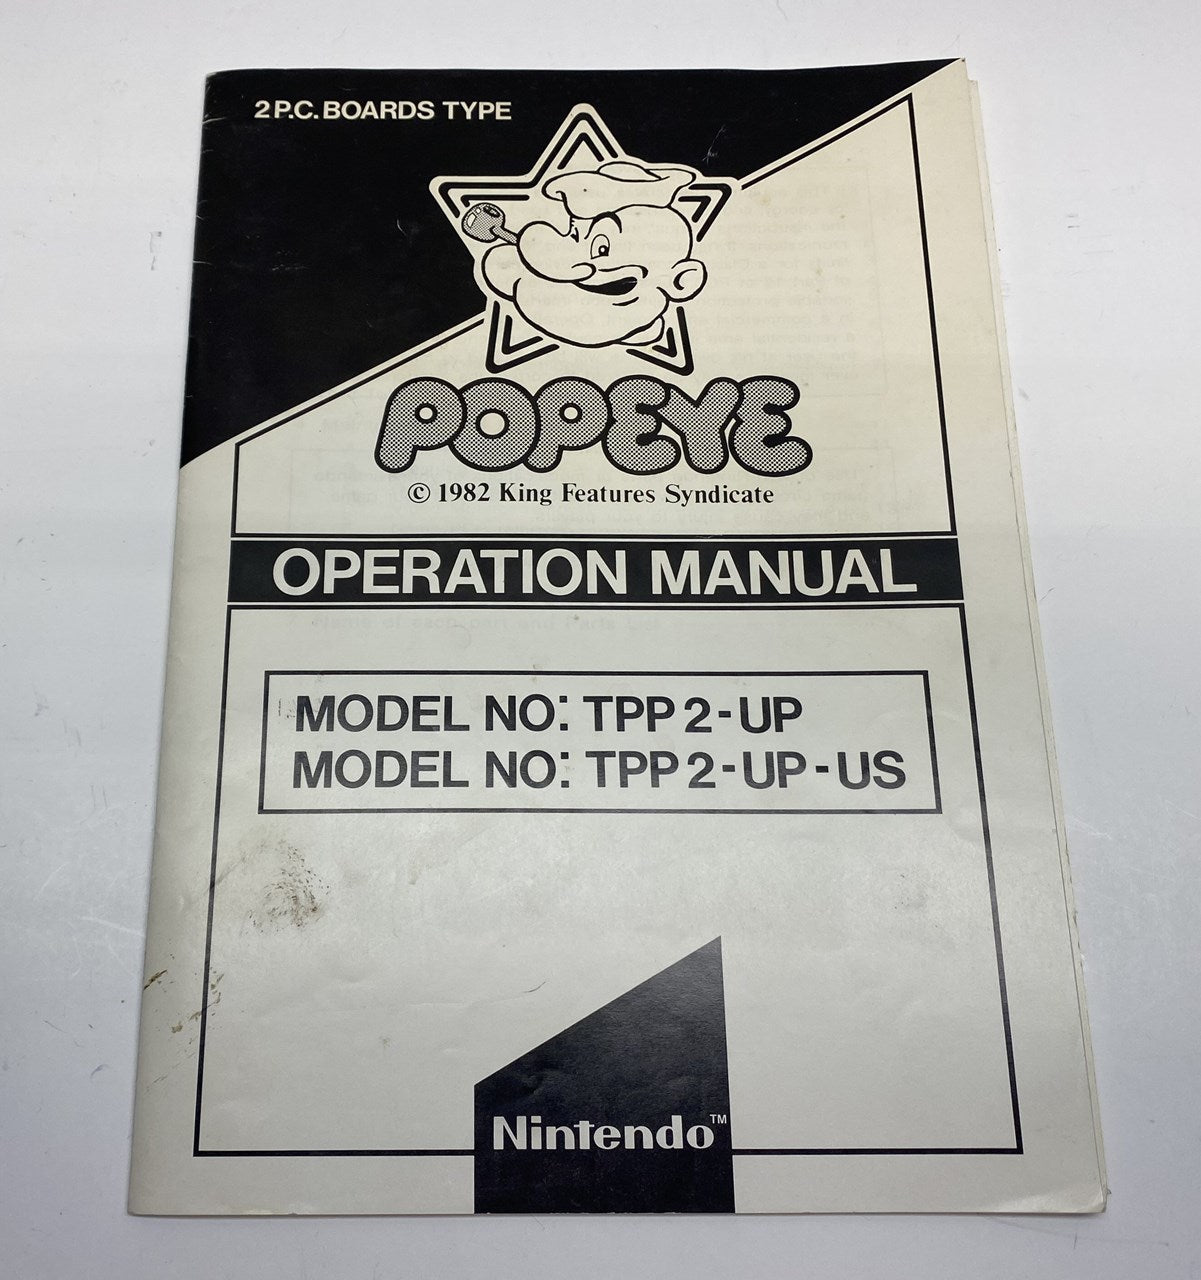 2 P.C. BOARDS TYPE
POPEYE
© 1982 King Features Syndicate
OPERATION MANUAL
MODEL NO: TPP 2-UP
MODEL NO: TPP 2-UP-US
Nintendo™